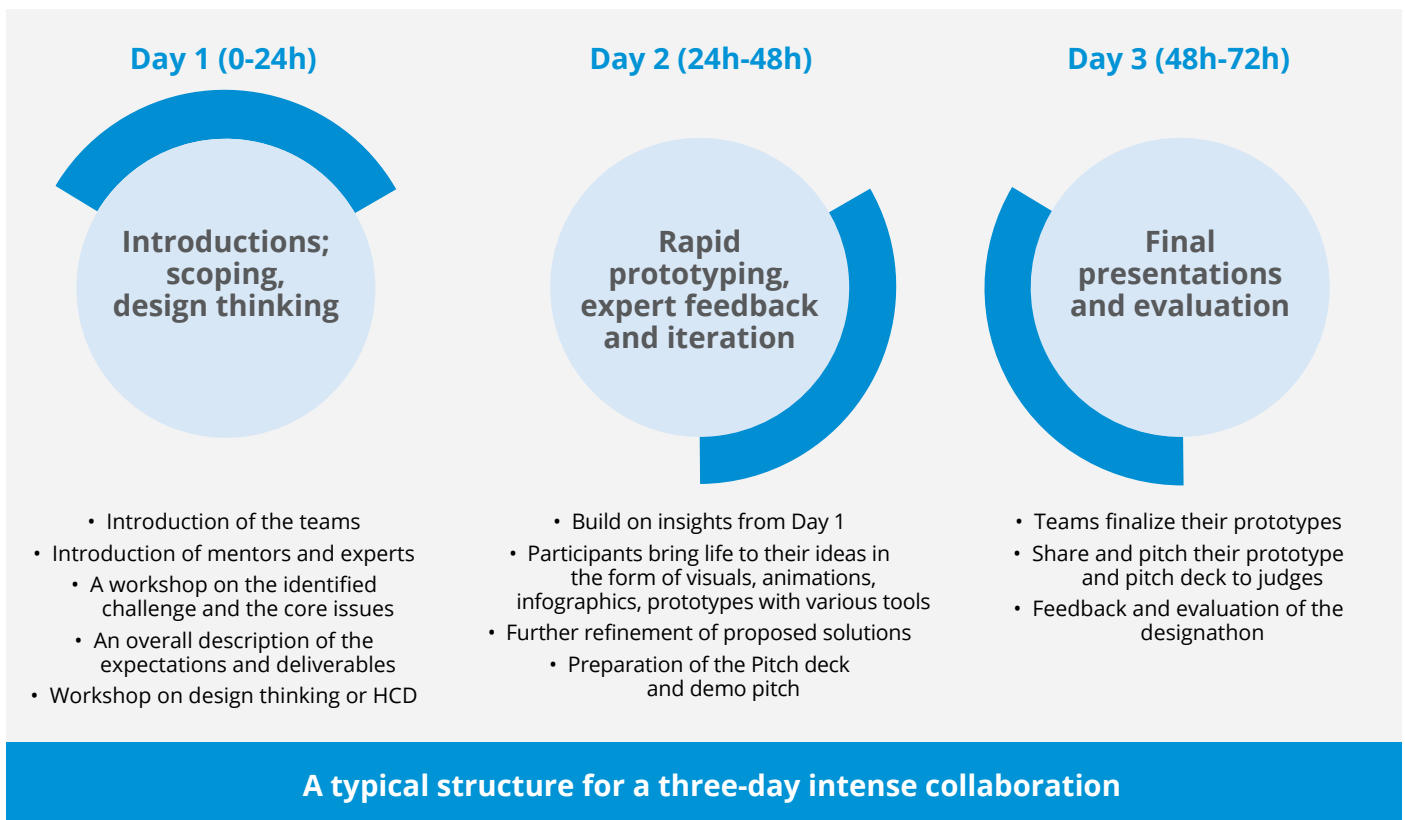 Day 1 (0-24h)
Introductions;
scoping,
design thinking
• Introduction of the teams
• Introduction of mentors and experts
• A workshop on the identified
challenge and the core issues
• An overall description of the
expectations and deliverables
• Workshop on design thinking or HCD
Day 2 (24h-48h)
Rapid
prototyping,
expert feedback
and iteration
• Build on insights from Day 1
• Participants bring life to their ideas in
the form of visuals, animations,
infographics, prototypes with various tools
• Further refinement of proposed solutions
• Preparation of the Pitch deck
and demo pitch
Day 3 (48h-72h)
Final
presentations
and evaluation
• Teams finalize their prototypes
• Share and pitch their prototype
and pitch deck to judges
• Feedback and evaluation of the
designathon
A typical structure for a three-day intense collaboration